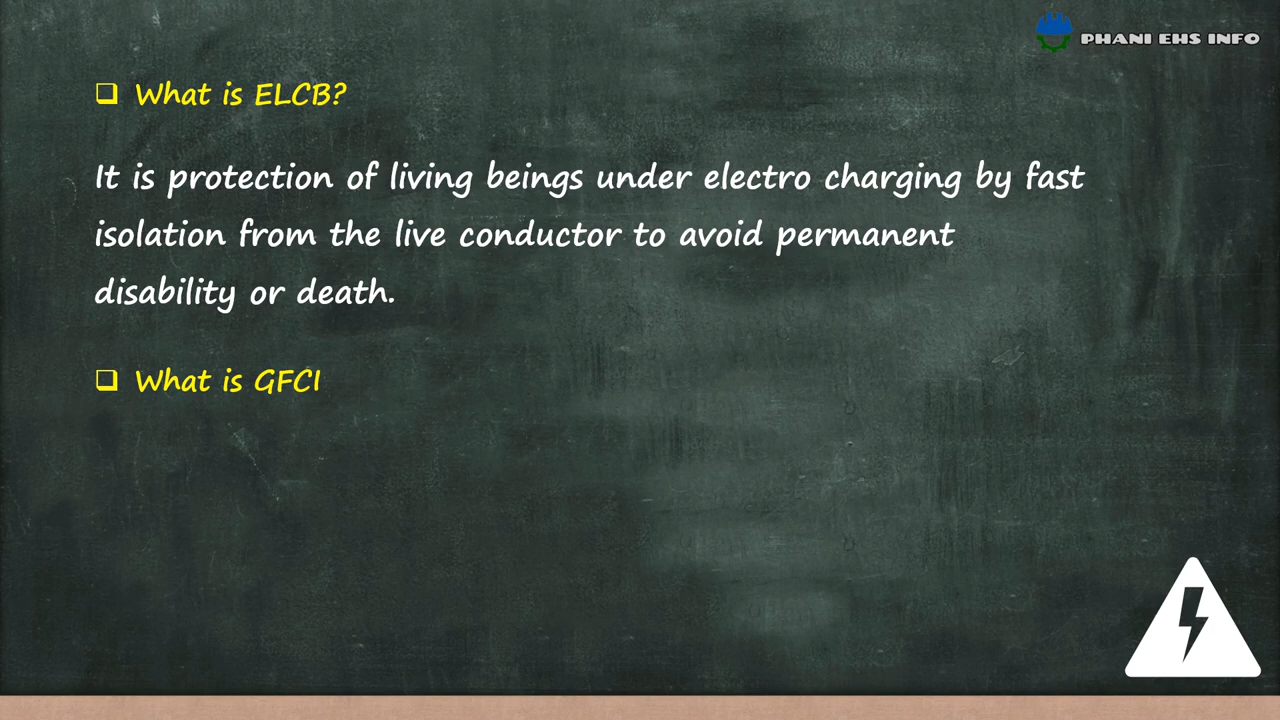 PHANI EHS INFO
❑ What is ELCB?
It is protection of living beings under electro charging by fast
isolation from the live conductor to avoid permanent
disability or death.
❑ What is GFCI